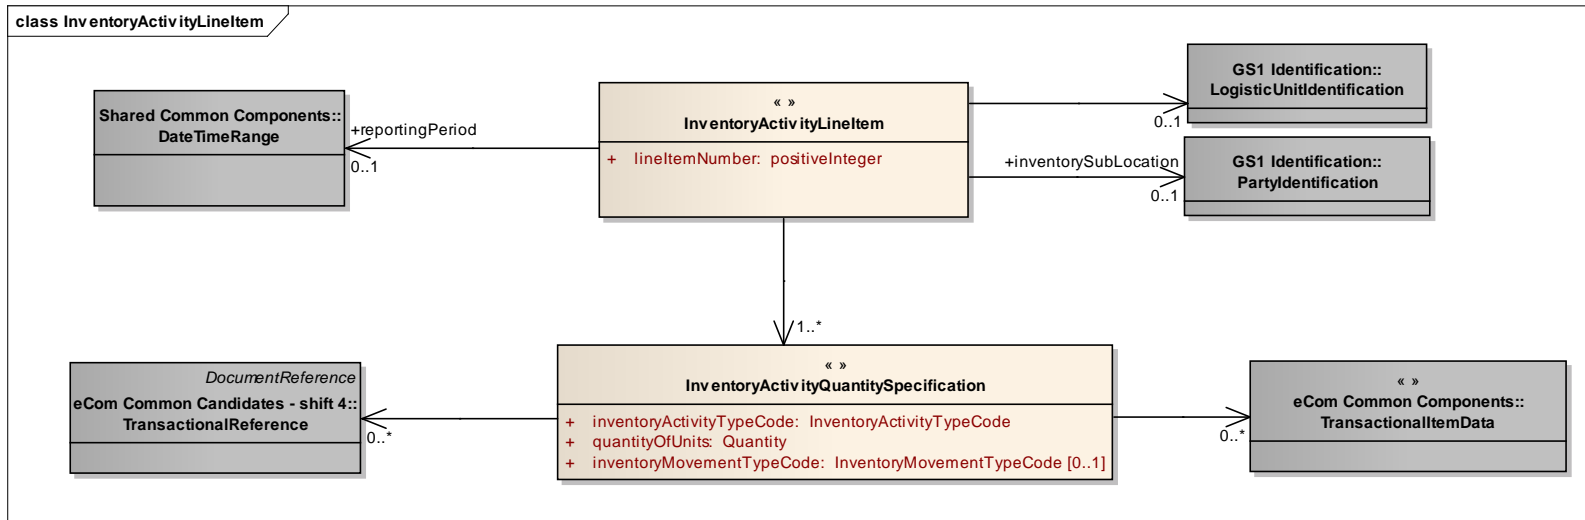 class InventoryActivityLineItem
Shared Common Components::
DateTimeRange
+reportingPeriod
0..1
« »
InventoryActivityLineItem
+ lineItemNumber: positiveInteger
GS1 Identification::
LogisticUnitIdentification
0..1
+inventorySubLocation
0..1
GS1 Identification::
PartyIdentification
1..*
DocumentReference
eCom Common Candidates - shift 4::
TransactionalReference
0..*
« »
InventoryActivityQuantitySpecification
+ inventoryActivityTypeCode: InventoryActivityTypeCode
+ quantityOfUnits: Quantity
+ inventoryMovementTypeCode: InventoryMovementTypeCode [0..1]
0..*
« »
eCom Common Components::
TransactionalItemData